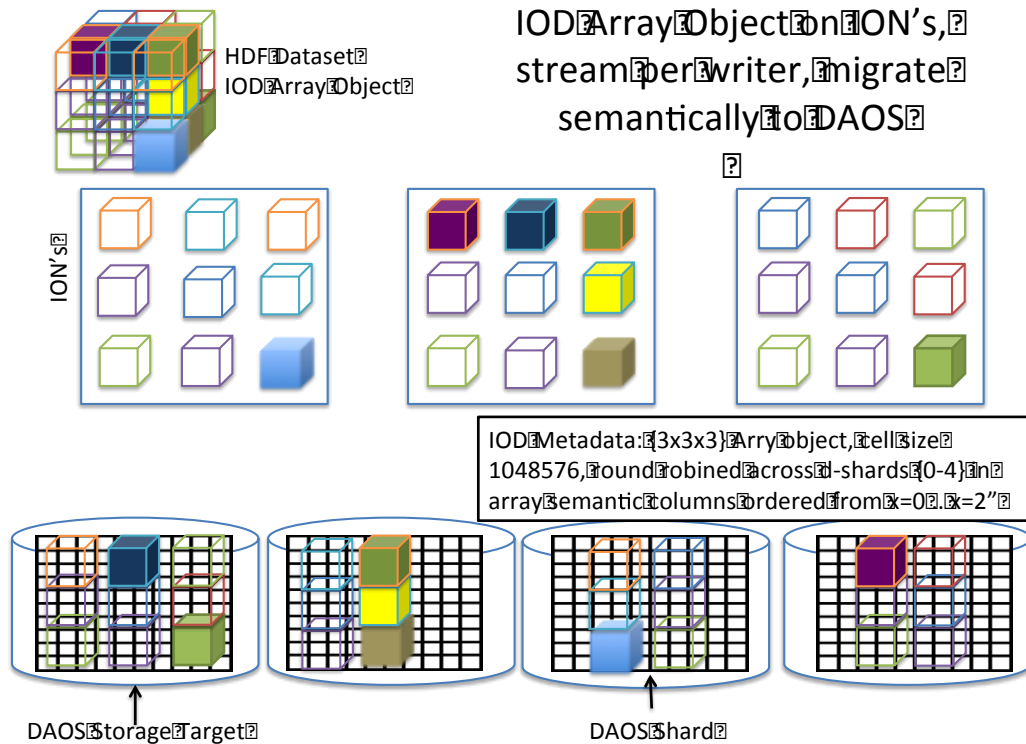 IOD Array Object on ION's,
stream per writer, migrate
semantically to DAOS
HDF Dataset
IOD Array Object
ION's
IOD Metadata: {3x3x3} Arry object, cell size
1048576, round robined across d-shards {0-4} in
array semantic columns ordered from x=0 .. x=2”
DAOS Storage Target
DAOS Shard